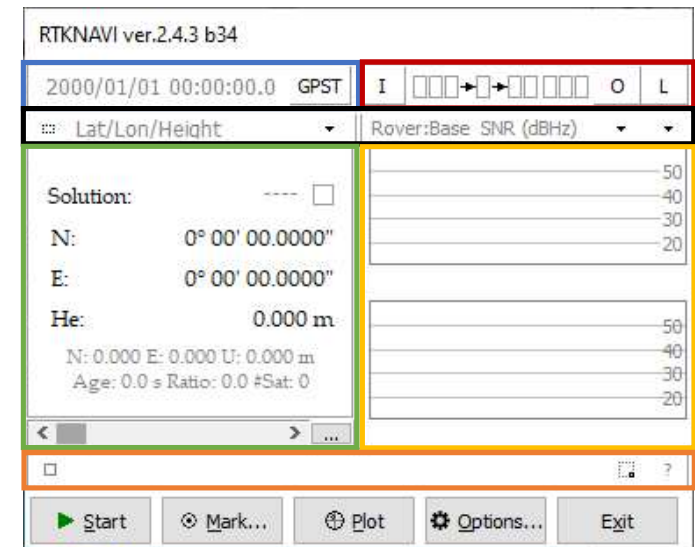 RTKNAVI ver.2.4.3 b34
2000/01/01 00:00:00.0 GPST I O L
Lat/Lon/Height Rover:Base SNR (dBHz)
Solution: ----
N: 0° 00' 00.0000"
E: 0° 00' 00.0000"
He: 0.000 m
N: 0.000 E: 0.000 U: 0.000 m
Age: 0.0 s Ratio: 0.0 #Sat: 0
...
50
40
30
20
50
40
30
20
?
Start Mark... Plot Options... Exit